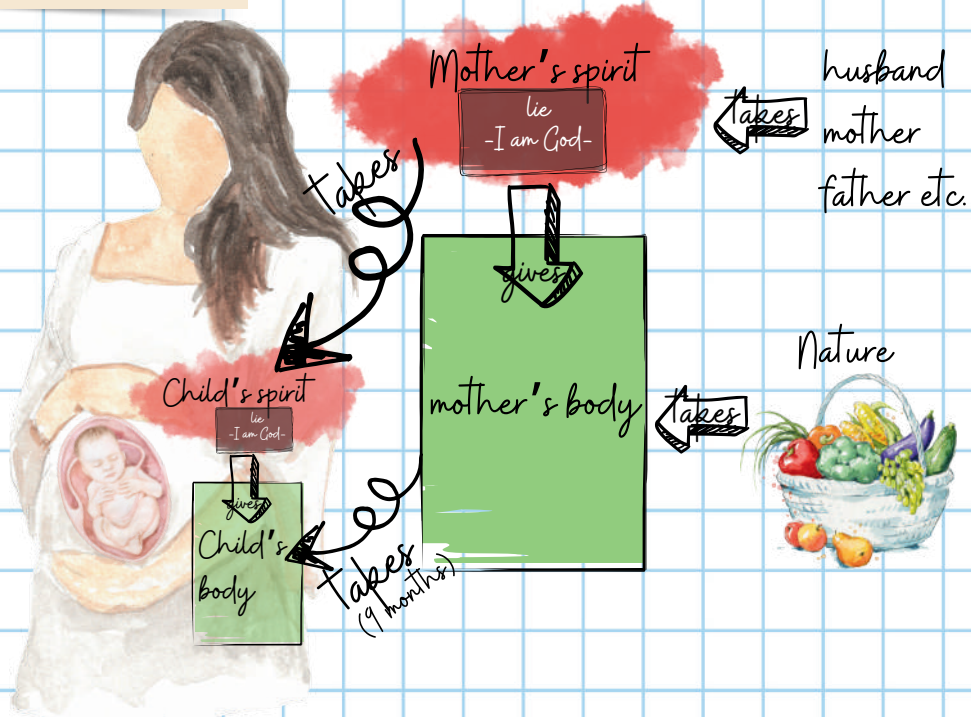 Mother's spirit
lie
-I am God-
takes
husband
mother
father etc.
takes
gives
Nature
Child's spirit
lie
-I am God-
mother's body
takes
gives
Child's
body
takes
(9 months)